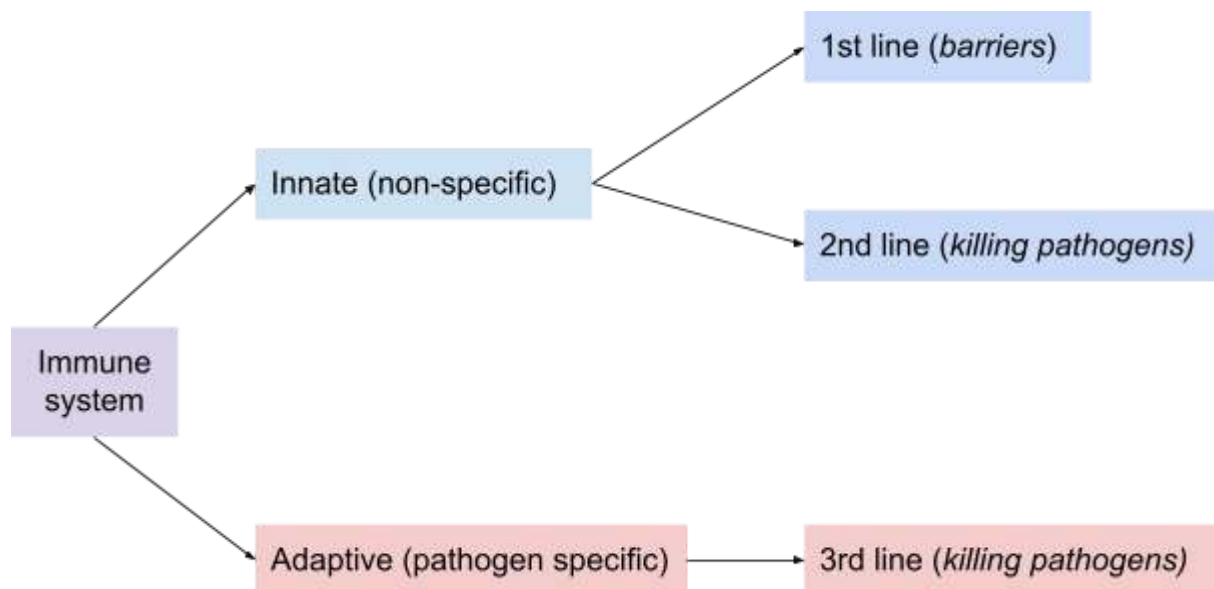 1st line (barriers)
Innate (non-specific)
2nd line (killing pathogens)
Immune
system
Adaptive (pathogen specific)
3rd line (killing pathogens)